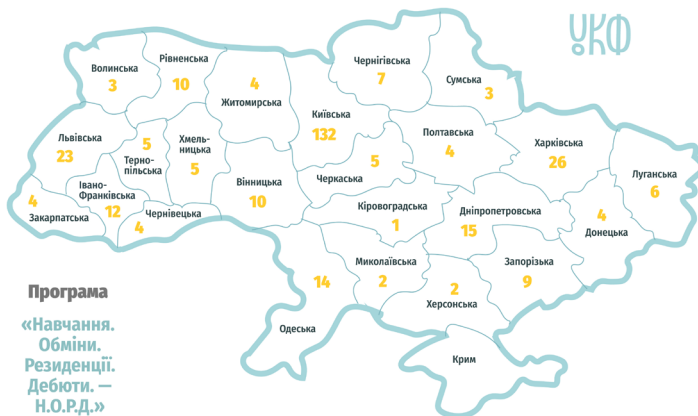 УКФ
Волинська
3
Рівненська
10
4
Житомирська
Чернігівська
7
Сумська
3
Київська
132
Львівська
23
5
Терно-
пільська
Хмель-
ницька
5
Вінницька
10
5
Черкаська
Полтавська
4
Харківська
26
Луганська
6
4
Закарпатська
Івано-
Франківська
12
4
Чернівецька
Кіровоградська
1
Дніпропетровська
15
4
Донецька
14
Одеська
Миколаївська
2
2
Херсонська
Запорізька
9
Крим
Програма
«Навчання.
Обміни.
Резиденції.
Дебюти. —
Н.О.Р.Д.»